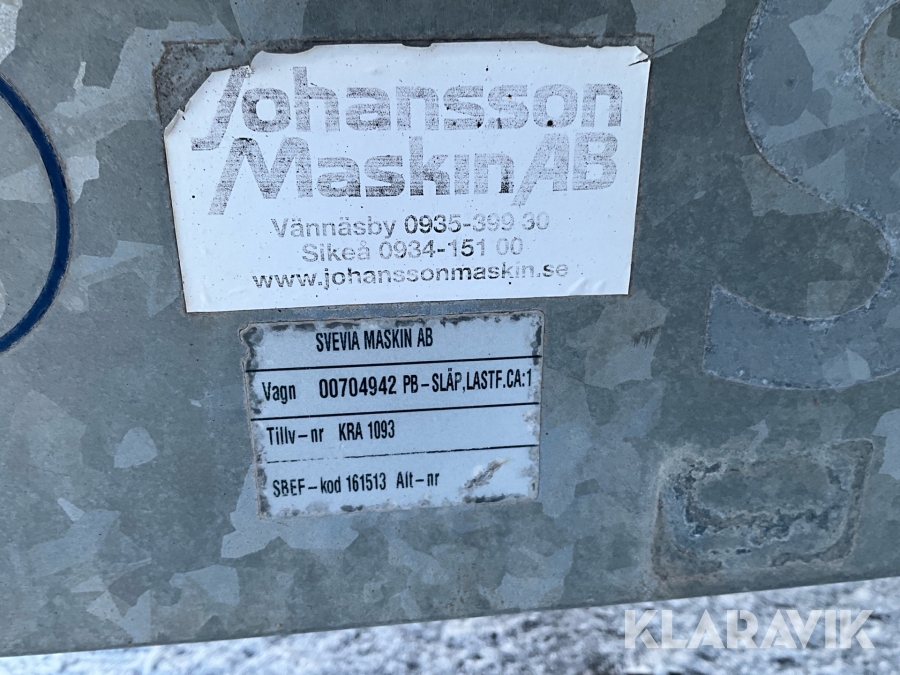 Johansson
Maskin AB
Vännäsby 0935-399 30
Sikeå 0934-151 00
www.johanssonmaskin.se
SVEVIA MASKIN AB
Vagn 00704942 PB-SLÄP,LASTF.CA:1
Tillv-nr KRA 1093
SBEF-kod 161513 Alt-nr
S
KLARAVIK